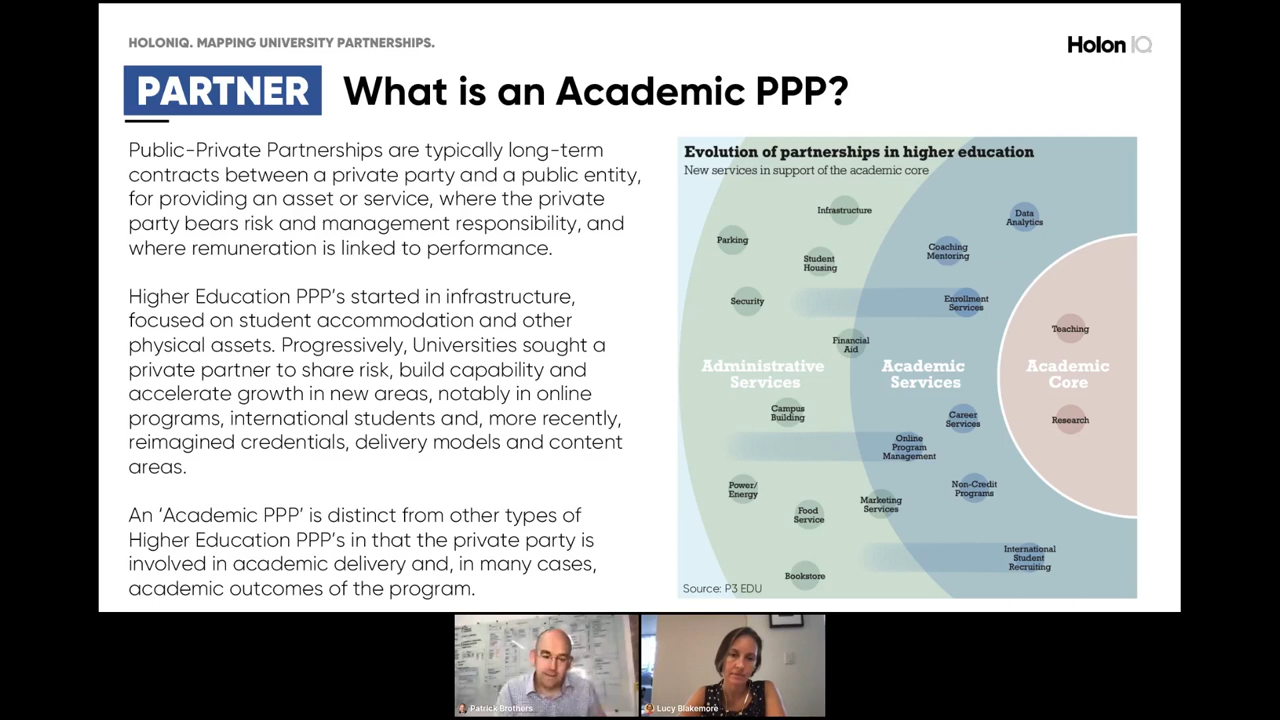 HOLONIQ. MAPPING UNIVERSITY PARTNERSHIPS.
Holon IQ
PARTNER What is an Academic PPP?
Public-Private Partnerships are typically long-term
contracts between a private party and a public entity,
for providing an asset or service, where the private
party bears risk and management responsibility, and
where remuneration is linked to performance.
Higher Education PPP's started in infrastructure,
focused on student accommodation and other
physical assets. Progressively, Universities sought a
private partner to share risk, build capability and
accelerate growth in new areas, notably in online
programs, international students and, more recently,
reimagined credentials, delivery models and content
areas.
An ‘Academic PPP’ is distinct from other types of
Higher Education PPP's in that the private party is
involved in academic delivery and, in many cases,
academic outcomes of the program.
Evolution of partnerships in higher education
New services in support of the academic core
Infrastructure
Parking
Student
Housing
Security
Financial
Aid
Administrative
Services
Campus
Building
Power/
Energy
Food
Service
Bookstore
Data
Analytics
Coaching
Mentoring
Enrollment
Services
Academic
Services
Career
Services
Online
Program
Management
Non-Credit
Programs
Marketing
Services
International
Student
Recruiting
Teaching
Academic
Core
Research
Source: P3 EDU
Patrick Brothers
Lucy Blakemore